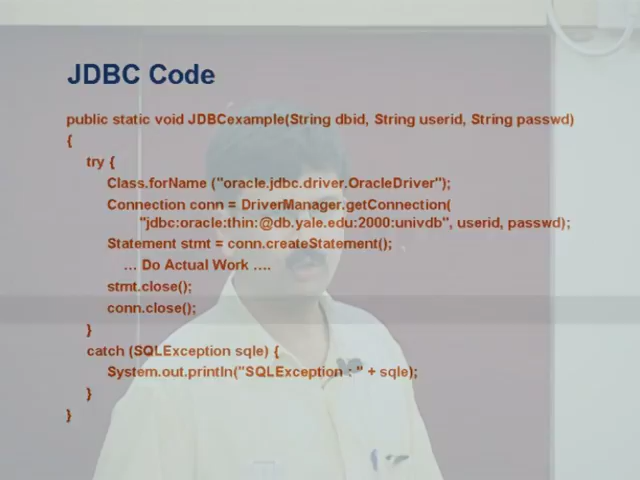 JDBC Code
public static void JDBCexample(String dbid, String userid, String passwd)
{
try {
Class.forName ("oracle.jdbc.driver.OracleDriver");
Connection conn = DriverManager.getConnection(
"jdbc:oracle:thin:@db.yale.edu:2000:univdb", userid, passwd);
Statement stmt = conn.createStatement();
… Do Actual Work ….
stmt.close();
conn.close();
}
catch (SQLException sqle) {
System.out.println("SQLException : " + sqle);
}
}